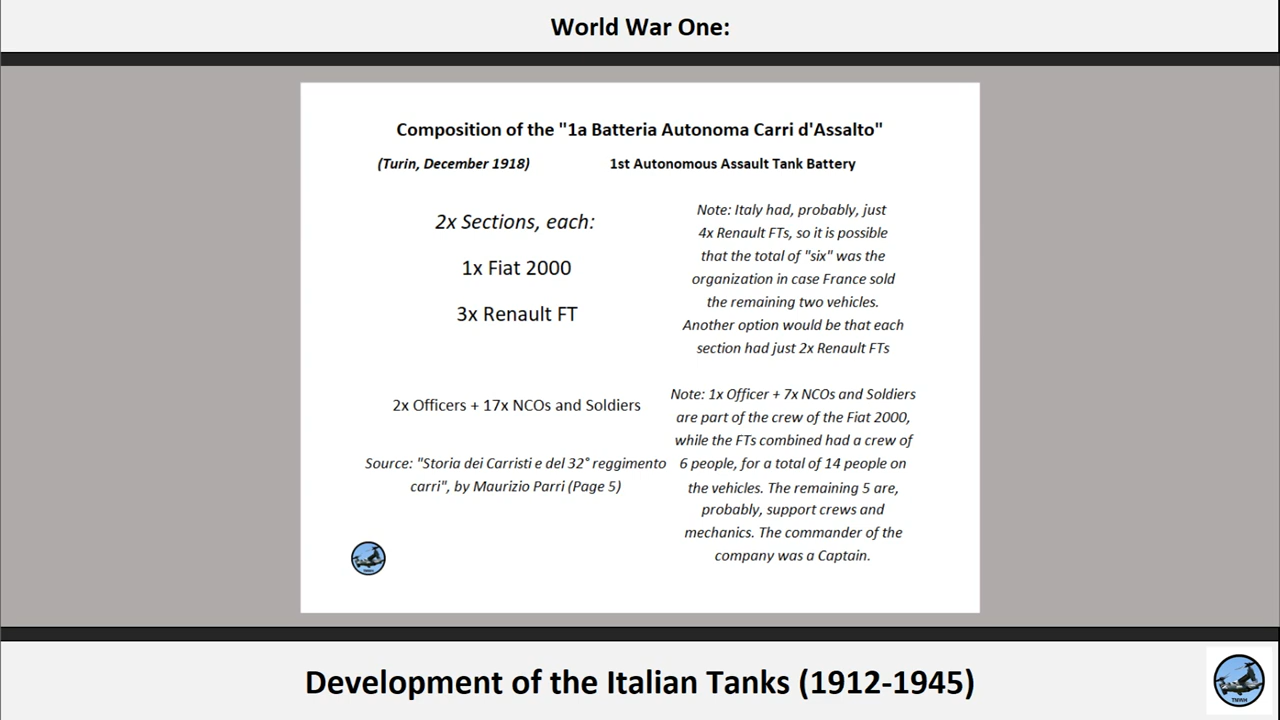 World War One:
Composition of the "1a Batteria Autonoma Carri d'Assalto"
(Turin, December 1918)
1st Autonomous Assault Tank Battery
2x Sections, each:
1x Fiat 2000
3x Renault FT
2x Officers + 17x NCOs and Soldiers
Source: "Storia dei Carristi e del 32° reggimento
carri", by Maurizio Parri (Page 5)
Note: Italy had, probably, just
4x Renault FTs, so it is possible
that the total of "six" was the
organization in case France sold
the remaining two vehicles.
Another option would be that each
section had just 2x Renault FTs
Note: 1x Officer + 7x NCOs and Soldiers
are part of the crew of the Fiat 2000,
while the FTs combined had a crew of
6 people, for a total of 14 people on
the vehicles. The remaining 5 are,
probably, support crews and
mechanics. The commander of the
company was a Captain.
Development of the Italian Tanks (1912-1945)